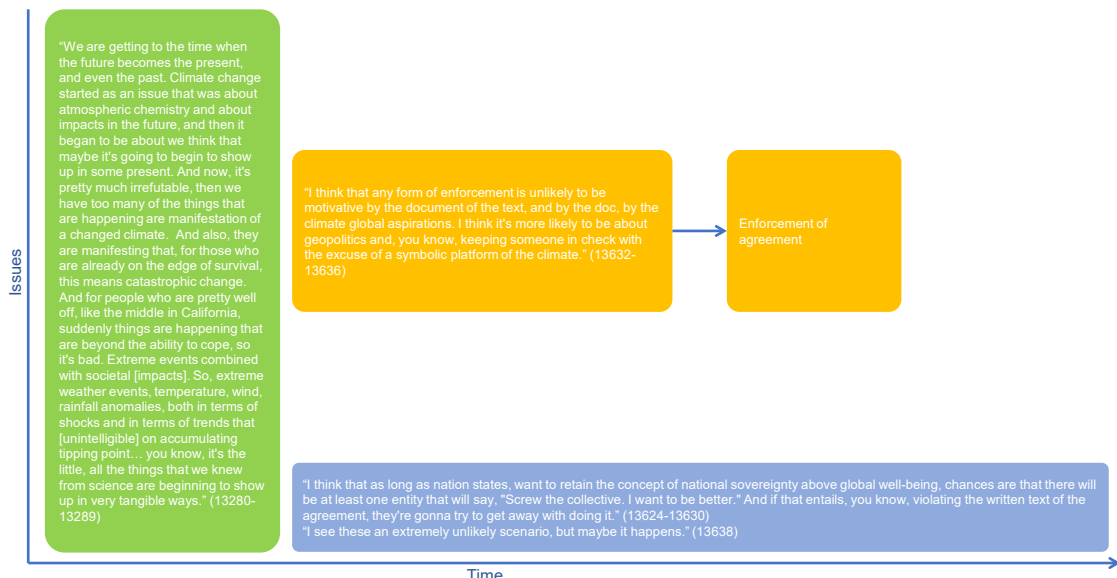 Issues
“We are getting to the time when
the future becomes the present,
and even the past. Climate change
started as an issue that was about
atmospheric chemistry and about
impacts in the future, and then it
began to be about we think that
maybe it's going to begin to show
up in some present. And now, it's
pretty much irrefutable, then we
have too many of the things that
are happening are manifestation of
a changed climate.  And also, they
are manifesting that, for those who
are already on the edge of survival,
this means catastrophic change.
And for people who are pretty well
off, like the middle in California,
suddenly things are happening that
are beyond the ability to cope, so
it's bad. Extreme events combined
with societal [impacts]. So, extreme
weather events, temperature, wind,
rainfall anomalies, both in terms of
shocks and in terms of trends that
[unintelligible] on accumulating
tipping point… you know, it's the
little, all the things that we knew
from science are beginning to show
up in very tangible ways.” (13280-
13289)
“I think that any form of enforcement is unlikely to be
motivative by the document of the text, and by the doc, by the
climate global aspirations. I think it's more likely to be about
geopolitics and, you know, keeping someone in check with
the excuse of a symbolic platform of the climate.” (13632-
13636)
Enforcement of
agreement
“I think that as long as nation states, want to retain the concept of national sovereignty above global well-being, chances are that there will
be at least one entity that will say, "Screw the collective. I want to be better." And if that entails, you know, violating the written text of the
agreement, they're gonna try to get away with doing it.” (13624-13630)
“I see these an extremely unlikely scenario, but maybe it happens.” (13638)
Time